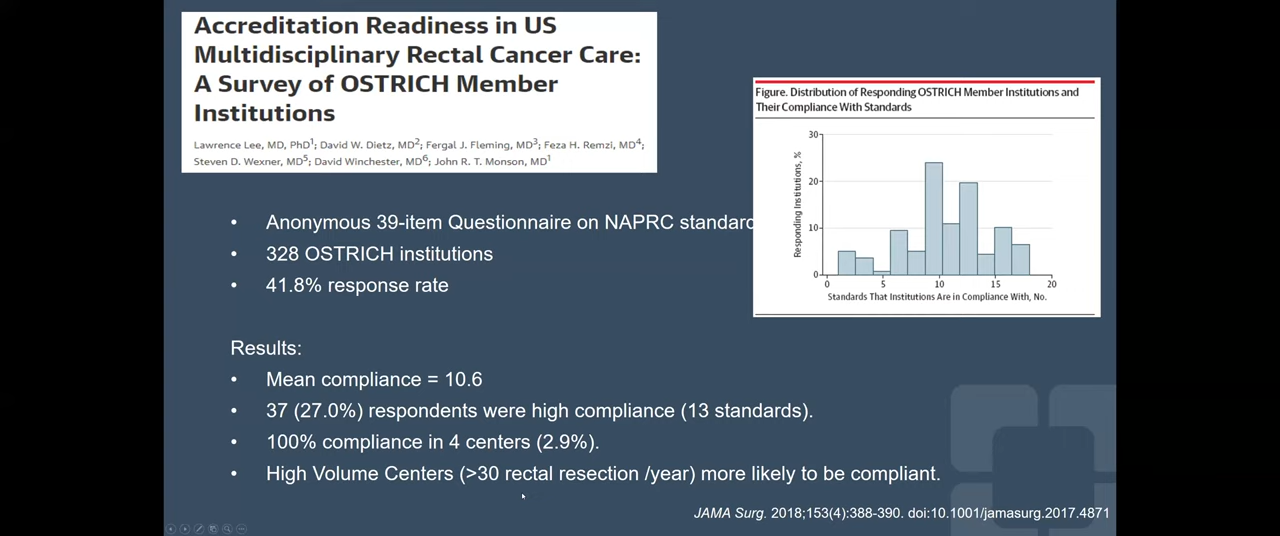 Accreditation Readiness in US
Multidisciplinary Rectal Cancer Care:
A Survey of OSTRICH Member
Institutions
Lawrence Lee, MD, PhD1; David W. Dietz, MD2; Fergal J. Fleming, MD3; Feza H. Remzi, MD4;
Steven D. Wexner, MD5; David Winchester, MD6; John R. T. Monson, MD1
• Anonymous 39-item Questionnaire on NAPRC standard
• 328 OSTRICH institutions
• 41.8% response rate
Figure. Distribution of Responding OSTRICH Member Institutions and
Their Compliance With Standards
Responding Institutions, %
30
20
10
0
0 5 10 15 20
Standards That Institutions Are in Compliance With, No.
Results:
• Mean compliance = 10.6
• 37 (27.0%) respondents were high compliance (13 standards).
• 100% compliance in 4 centers (2.9%).
• High Volume Centers (>30 rectal resection /year) more likely to be compliant.
JAMA Surg. 2018;153(4):388-390. doi:10.1001/jamasurg.2017.4871